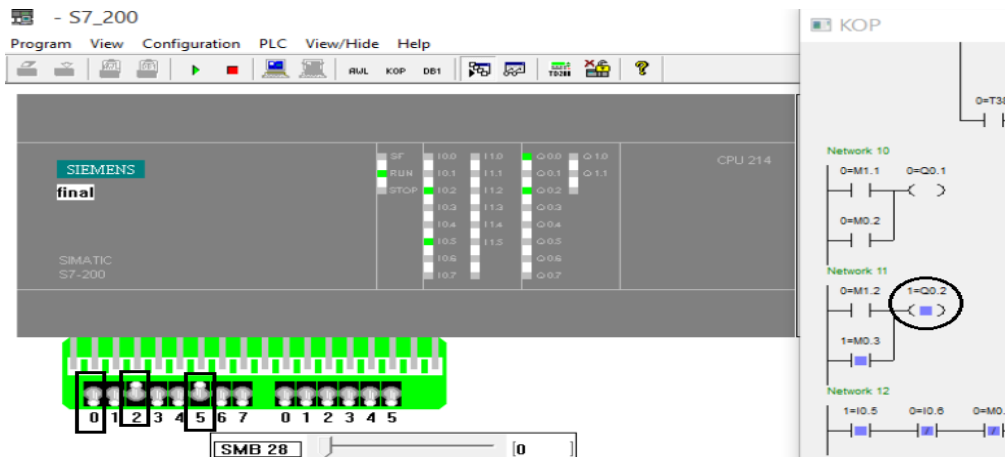 - S7_200
Program View Configuration PLC View/Hide Help
AWL KOP DB1 TD200 ?
SIEMENS
final
SIMATIC
S7-200
SF
RUN
STOP
I0.0 I1.0 Q0.0 Q1.0
I0.1 I1.1 Q0.1 Q1.1
I0.2 I1.2 Q0.2
I0.3 I1.3 Q0.3
I0.4 I1.4 Q0.4
I0.5 I1.5 Q0.5
I0.6 Q0.6
I0.7 Q0.7
CPU 214
0 1 2 3 4 5 6 7 0 1 2 3 4 5
SMB 28 [0 ]
KOP
0=T38
Network 10
0=M1.1 0=Q0.1
0=M0.2
Network 11
0=M1.2 1=Q0.2
1=M0.3
Network 12
1=I0.5 0=I0.6 0=M0.